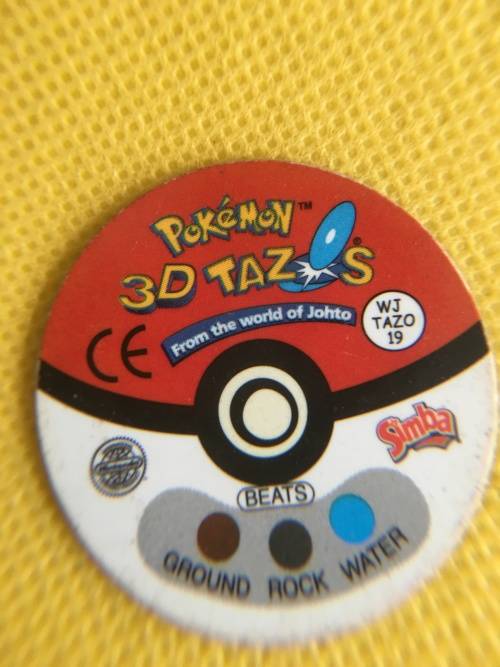 POKéMON™
3D TAZOS®
From the world of Johto
WJ
TAZO
19
CE
Simba
BEATS
GROUND ROCK WATER